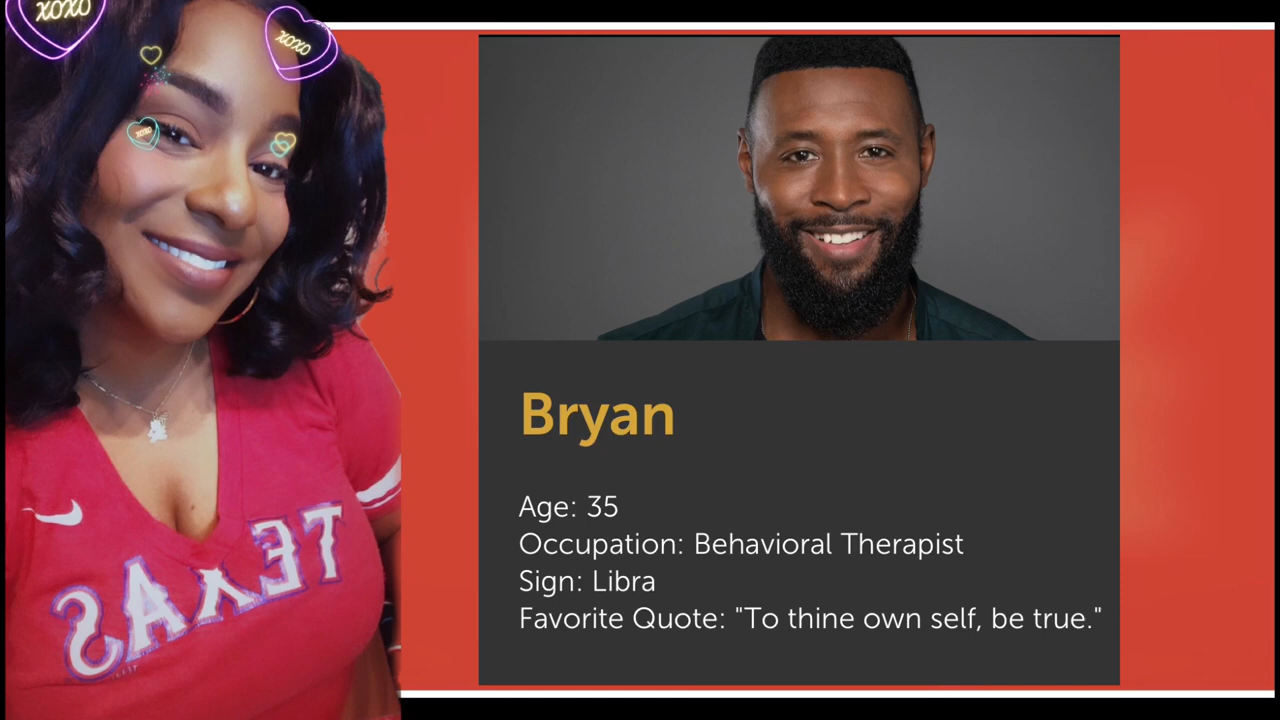 xoxo
xoxo
xoxo
TEXAS
Bryan
Age: 35
Occupation: Behavioral Therapist
Sign: Libra
Favorite Quote: "To thine own self, be true."